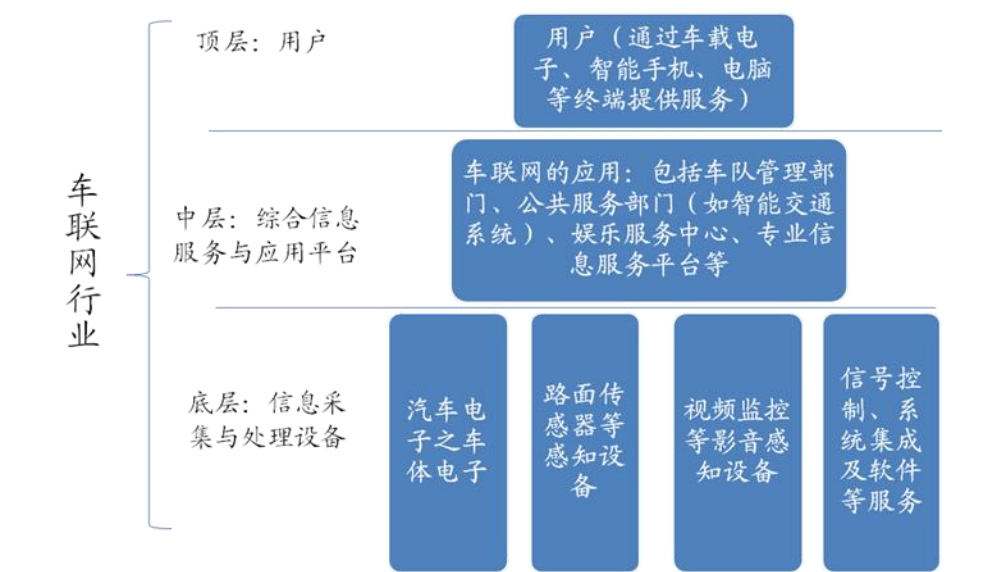 车联网行业
顶层：用户
用户（通过车载电
子、智能手机、电脑
等终端提供服务）
中层：综合信息
服务与应用平台
车联网的应用：包括车队管理部
门、公共服务部门（如智能交通
系统）、娱乐服务中心、专业信
息服务平台等
底层：信息采
集与处理设备
汽车电
子之车
体电子
路面传
感器等
感知设
备
视频监控
等影音感
知设备
信号控
制、系
统集成
及软件
等服务